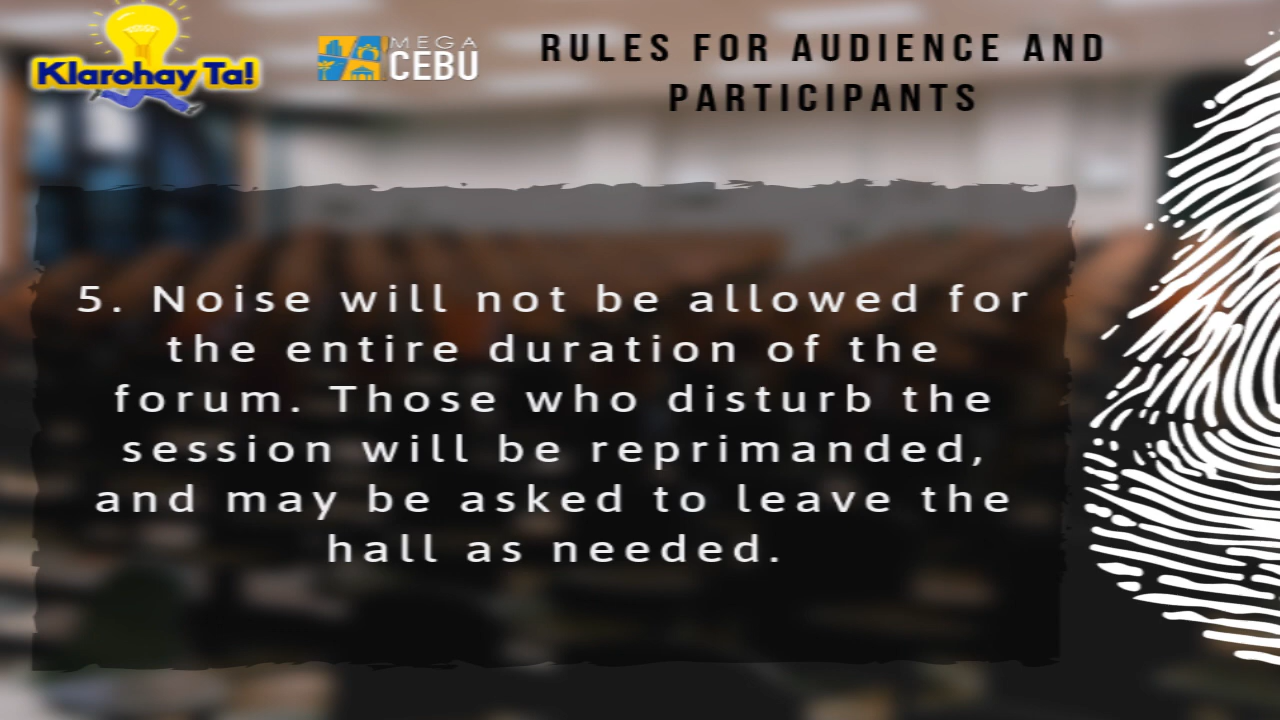 Klarohay Ta!
MEGA
CEBU
RULES FOR AUDIENCE AND
PARTICIPANTS
5. Noise will not be allowed for
the entire duration of the
forum. Those who disturb the
session will be reprimanded,
and may be asked to leave the
hall as needed.